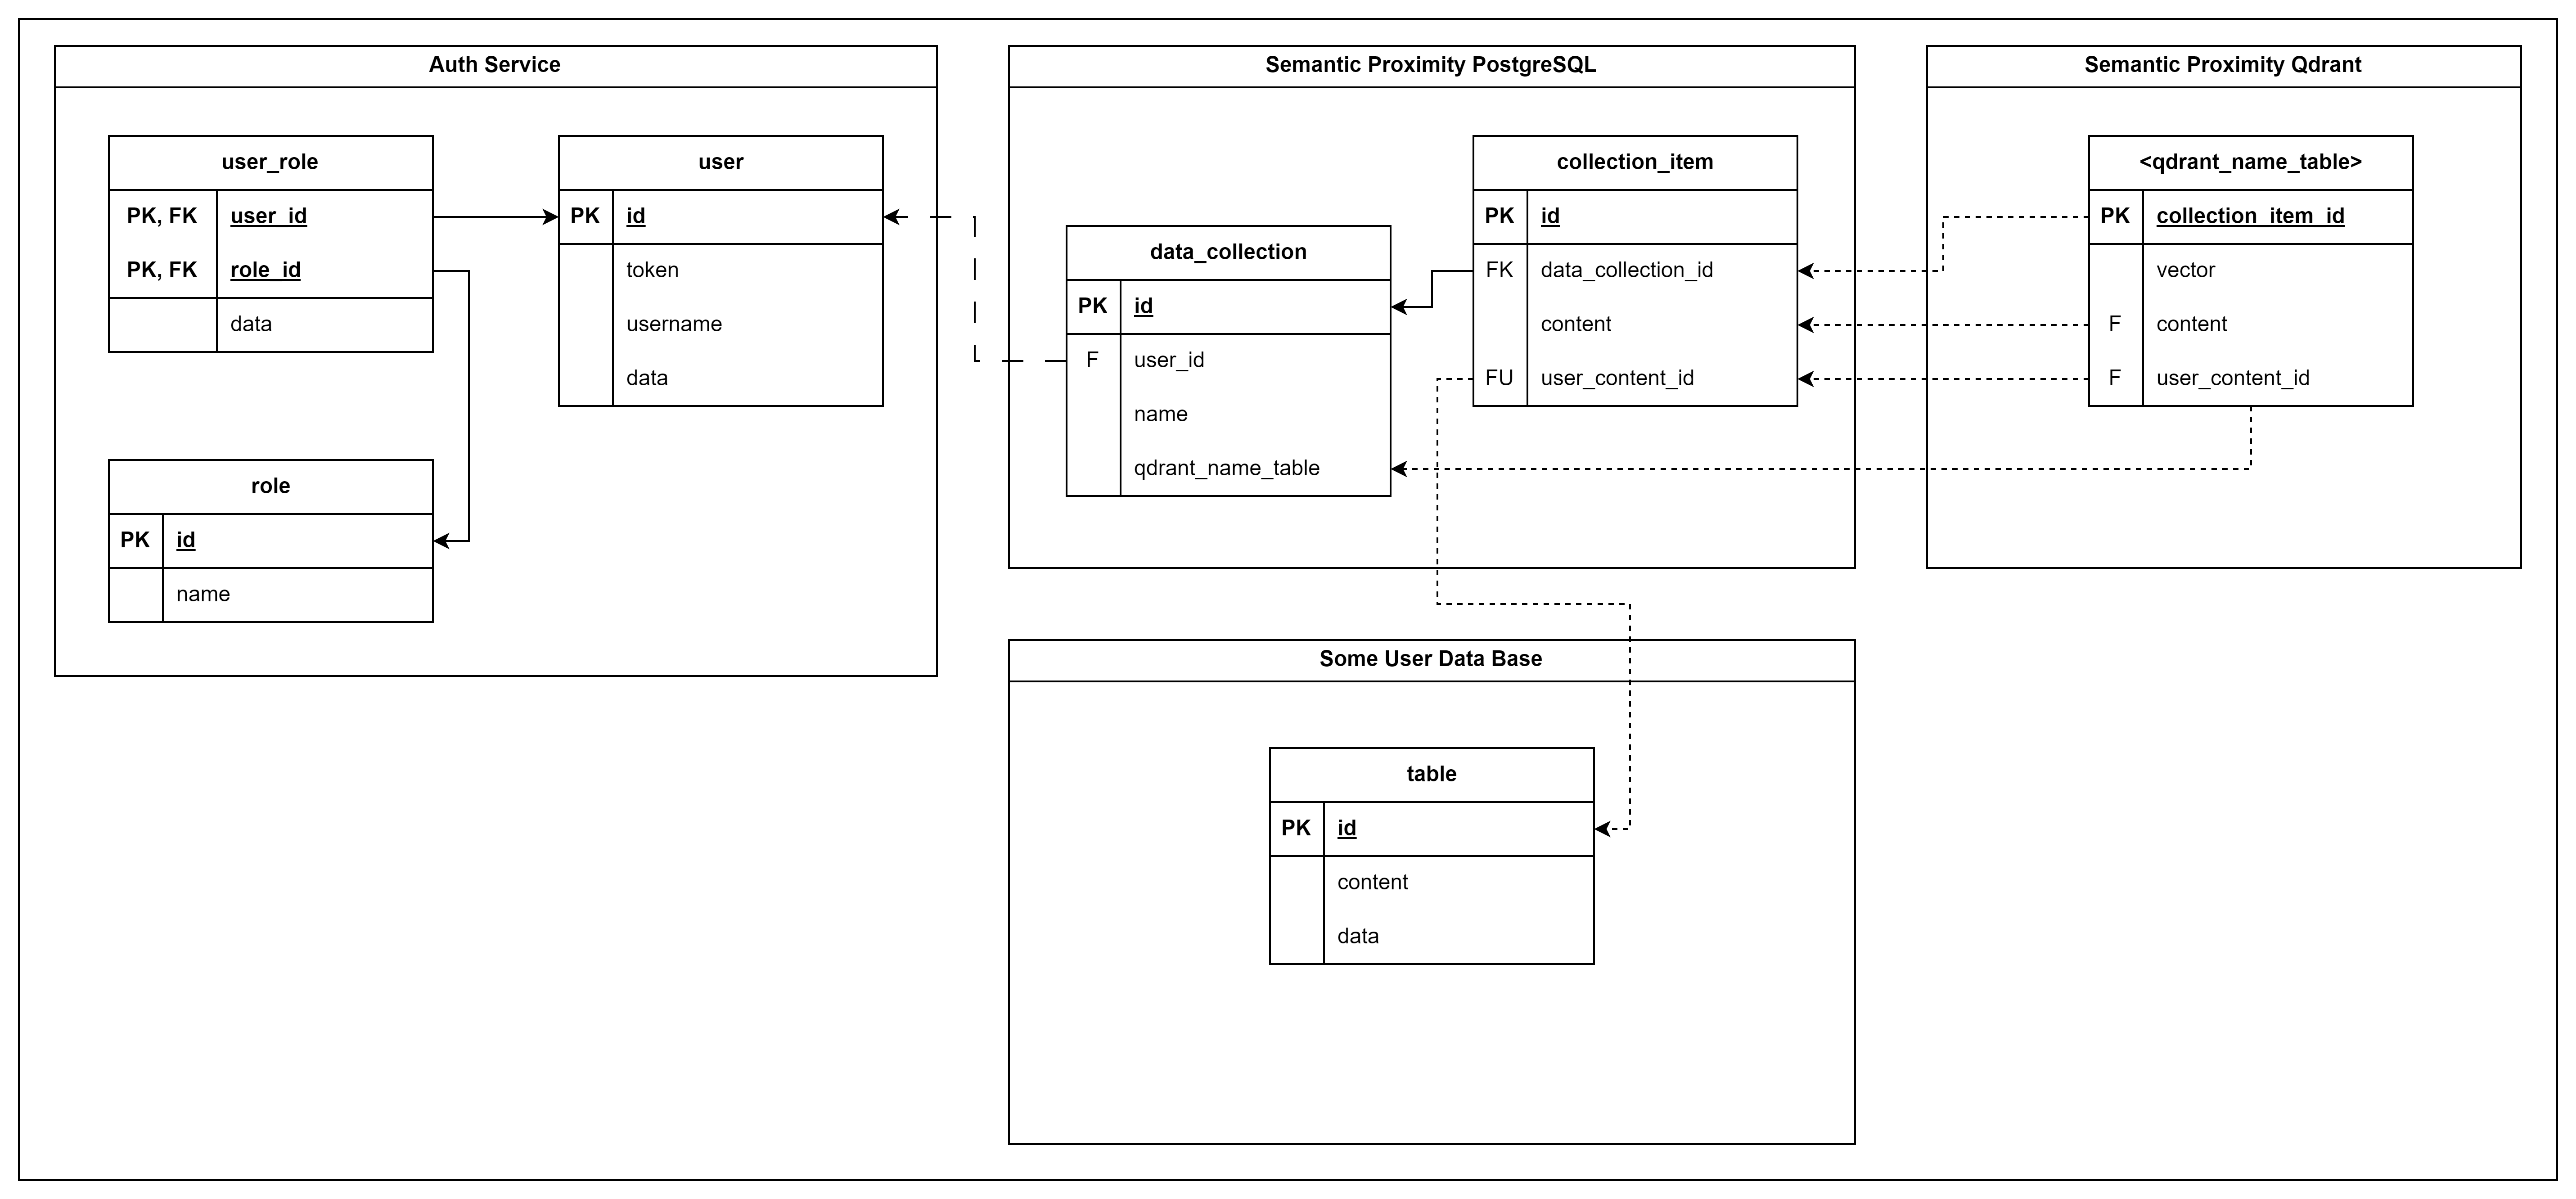 Auth Service
user_role
PK, FK user_id
PK, FK role_id
data
user
PK id
token
username
data
role
PK id
name
Semantic Proximity PostgreSQL
data_collection
PK id
F user_id
name
qdrant_name_table
collection_item
PK id
FK data_collection_id
content
FU user_content_id
Semantic Proximity Qdrant
<qdrant_name_table>
PK collection_item_id
vector
F content
F user_content_id
Some User Data Base
table
PK id
content
data